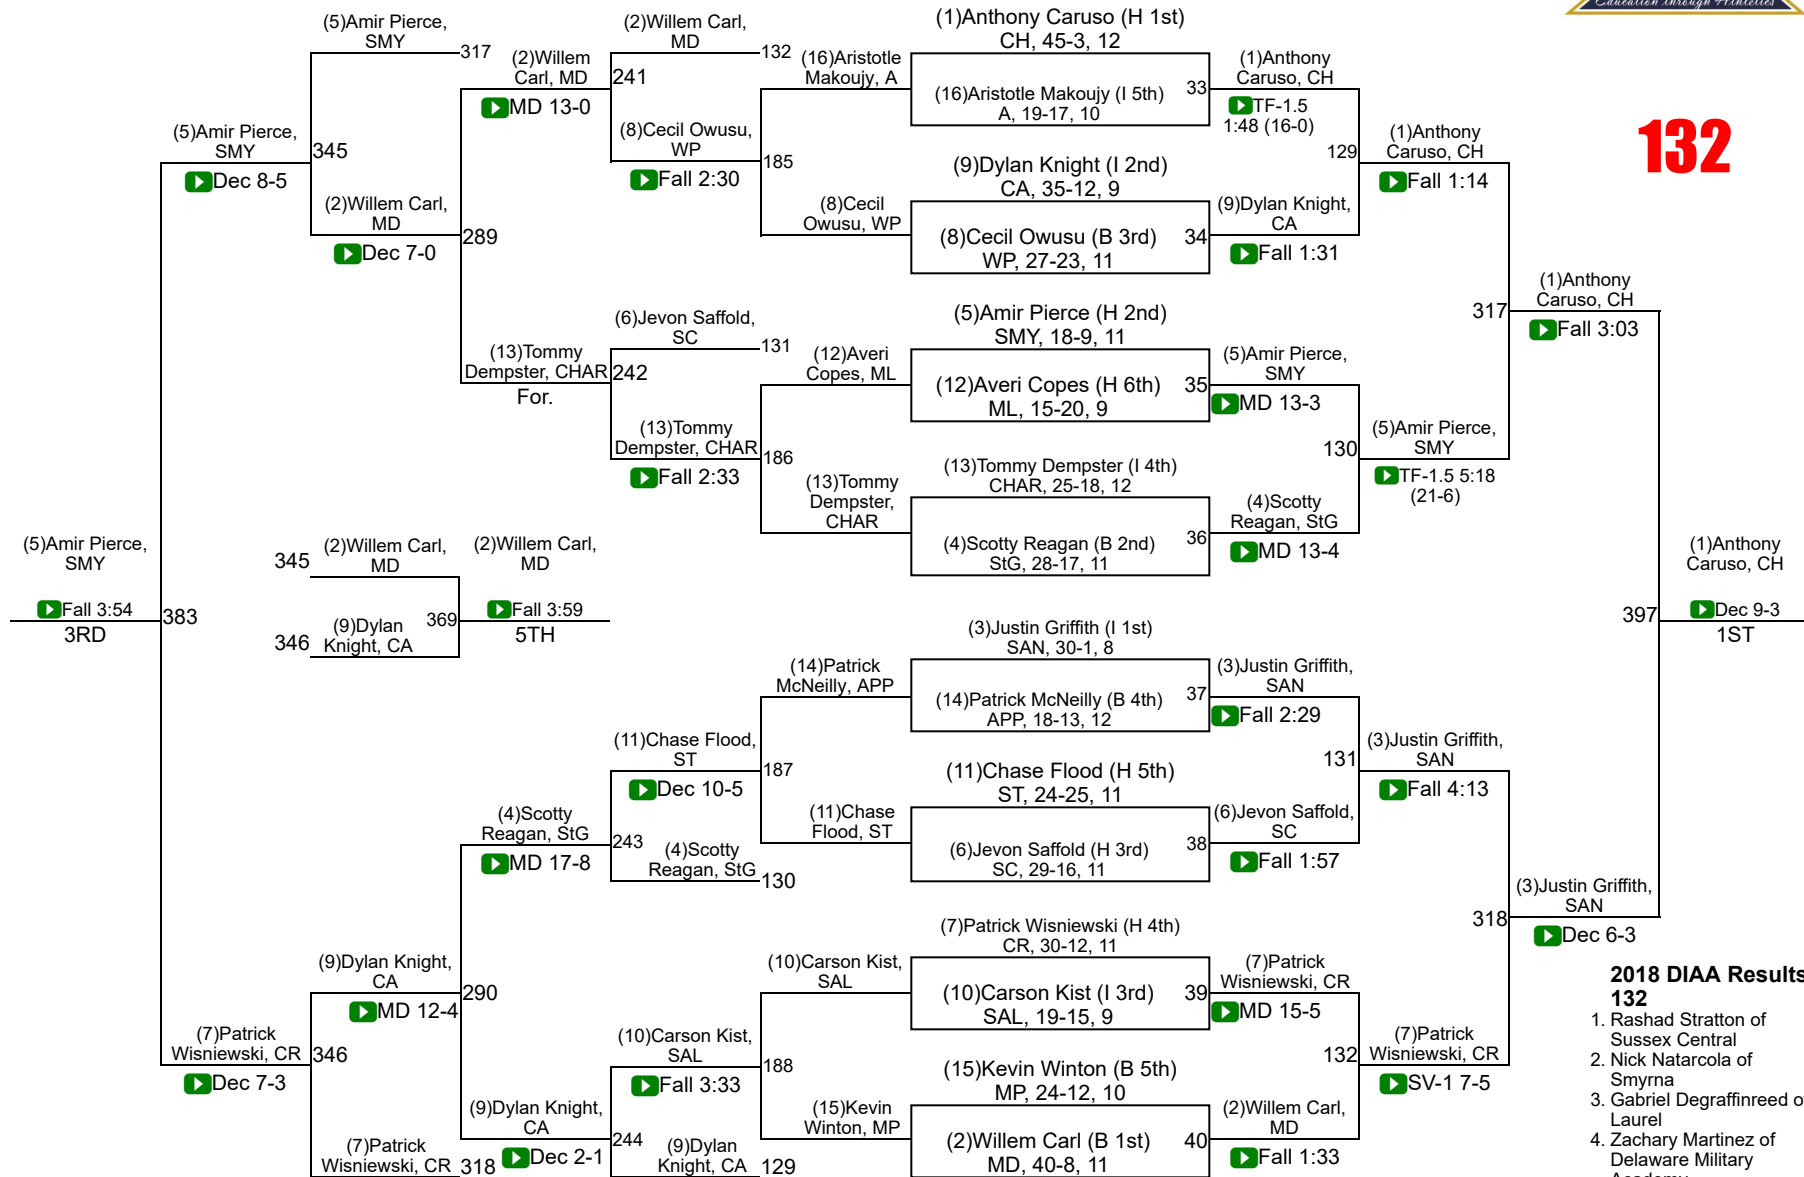 Education through Athletics
132
(5)Amir Pierce,
SMY
317
(2)Willem Carl,
MD
132
(2)Willem
Carl, MD
241
MD 13-0
(8)Cecil Owusu,
WP
185
Fall 2:30
(5)Amir Pierce,
SMY
345
Dec 8-5
(2)Willem Carl,
MD
289
Dec 7-0
(6)Jevon Saffold,
SC
131
(13)Tommy
Dempster, CHAR
242
For.
(13)Tommy
Dempster, CHAR
186
Fall 2:33
(16)Aristotle
Makoujy, A
(8)Cecil
Owusu, WP
(12)Averi
Copes, ML
(13)Tommy
Dempster,
CHAR
(1)Anthony Caruso (H 1st)
CH, 45-3, 12
(16)Aristotle Makoujy (I 5th)
A, 19-17, 10
33
(9)Dylan Knight (I 2nd)
CA, 35-12, 9
(8)Cecil Owusu (B 3rd)
WP, 27-23, 11
34
(5)Amir Pierce (H 2nd)
SMY, 18-9, 11
(12)Averi Copes (H 6th)
ML, 15-20, 9
35
(13)Tommy Dempster (I 4th)
CHAR, 25-18, 12
(4)Scotty Reagan (B 2nd)
StG, 28-17, 11
36
(1)Anthony
Caruso, CH
TF-1.5
1:48 (16-0)
129
(9)Dylan Knight,
CA
Fall 1:31
(5)Amir Pierce,
SMY
MD 13-3
130
(4)Scotty
Reagan, StG
MD 13-4
(1)Anthony
Caruso, CH
Fall 1:14
317
(5)Amir Pierce,
SMY
TF-1.5 5:18
(21-6)
(1)Anthony
Caruso, CH
Fall 3:03
(5)Amir Pierce,
SMY
Fall 3:54
3RD
383
345
(2)Willem Carl,
MD
346
(9)Dylan
Knight, CA
369
(2)Willem Carl,
MD
Fall 3:59
5TH
397
(1)Anthony
Caruso, CH
Dec 9-3
1ST
(14)Patrick
McNeilly, APP
(11)Chase Flood,
ST
187
Dec 10-5
(11)Chase
Flood, ST
(4)Scotty
Reagan, StG
243
MD 17-8
(4)Scotty
Reagan, StG
130
(9)Dylan Knight,
CA
290
MD 12-4
(7)Patrick
Wisniewski, CR
346
Dec 7-3
(7)Patrick
Wisniewski, CR
318
(9)Dylan Knight,
CA
244
Dec 2-1
(10)Carson Kist,
SAL
188
Fall 3:33
(9)Dylan
Knight, CA
129
(10)Carson Kist,
SAL
(15)Kevin
Winton, MP
(3)Justin Griffith (I 1st)
SAN, 30-1, 8
(14)Patrick McNeilly (B 4th)
APP, 18-13, 12
37
(11)Chase Flood (H 5th)
ST, 24-25, 11
(6)Jevon Saffold (H 3rd)
SC, 29-16, 11
38
(7)Patrick Wisniewski (H 4th)
CR, 30-12, 11
(10)Carson Kist (I 3rd)
SAL, 19-15, 9
39
(15)Kevin Winton (B 5th)
MP, 24-12, 10
(2)Willem Carl (B 1st)
MD, 40-8, 11
40
(3)Justin Griffith,
SAN
Fall 2:29
131
(6)Jevon Saffold,
SC
Fall 1:57
(7)Patrick
Wisniewski, CR
MD 15-5
132
(2)Willem Carl,
MD
Fall 1:33
(3)Justin Griffith,
SAN
Fall 4:13
318
(7)Patrick
Wisniewski, CR
SV-1 7-5
(3)Justin Griffith,
SAN
Dec 6-3
2018 DIAA Results
132
1. Rashad Stratton of
Sussex Central
2. Nick Natarcola of
Smyrna
3. Gabriel Degraffinreed of
Laurel
4. Zachary Martinez of
Delaware Military
Academy